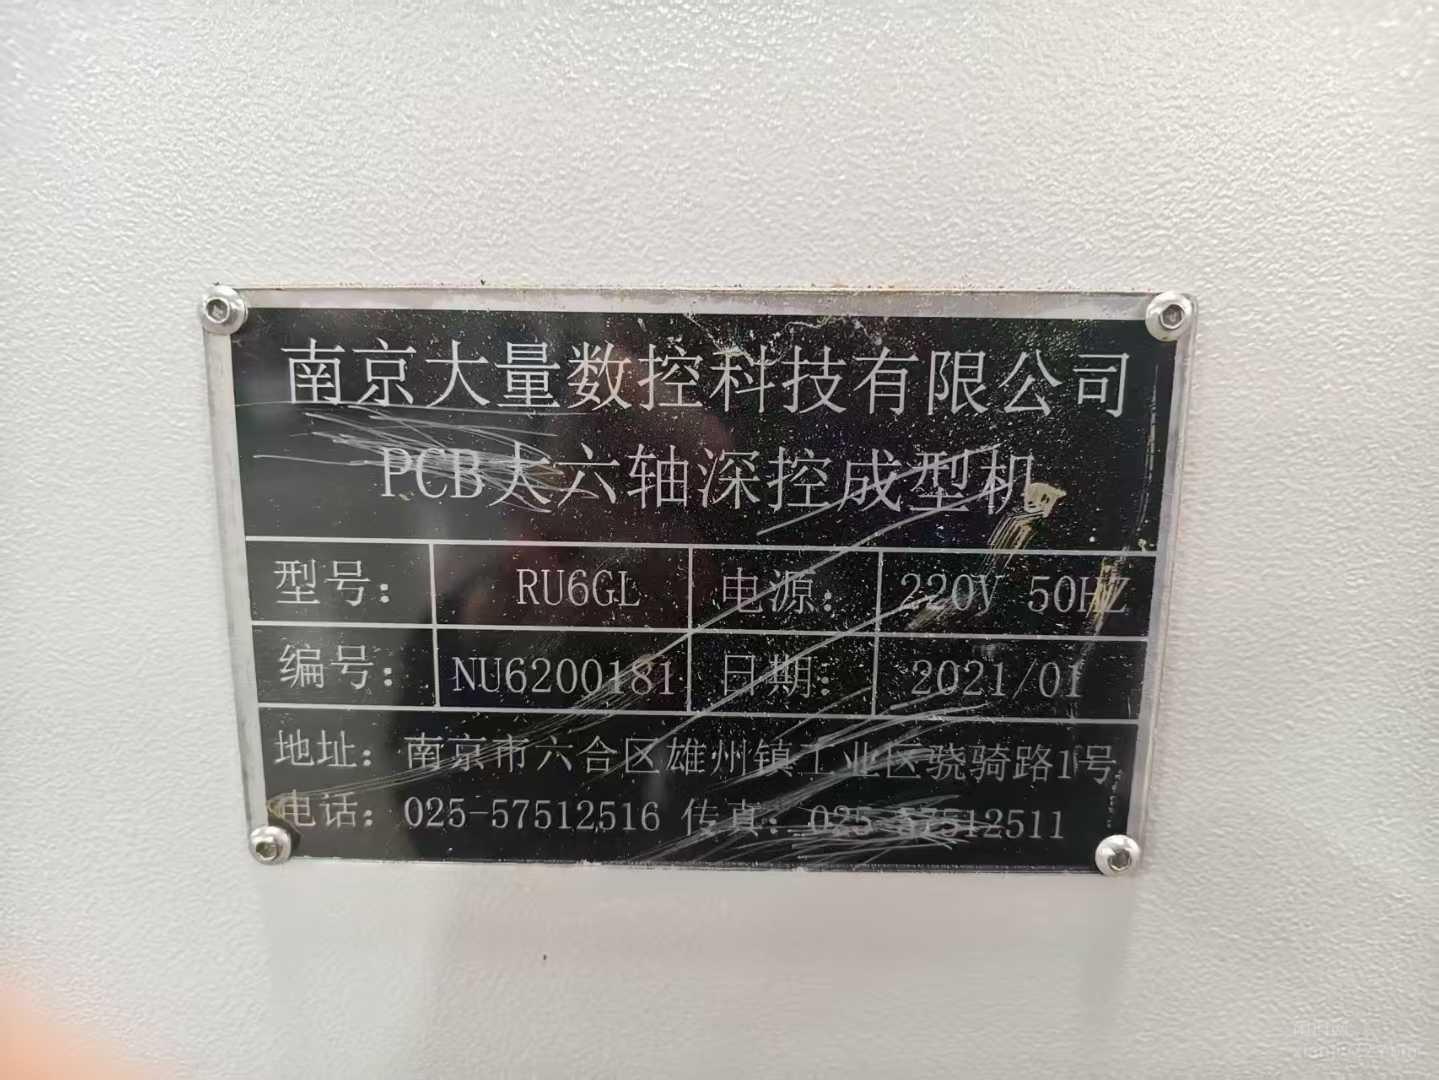 南京大量数控科技有限公司
PCB大六轴深控成型机
型号： RU6GL 电源： 220V 50HZ
编号： NU6200181 日期： 2021/01
地址：南京市六合区雄州镇工业区骁骑路1号
电话：025-57512516 传真：025-57512511